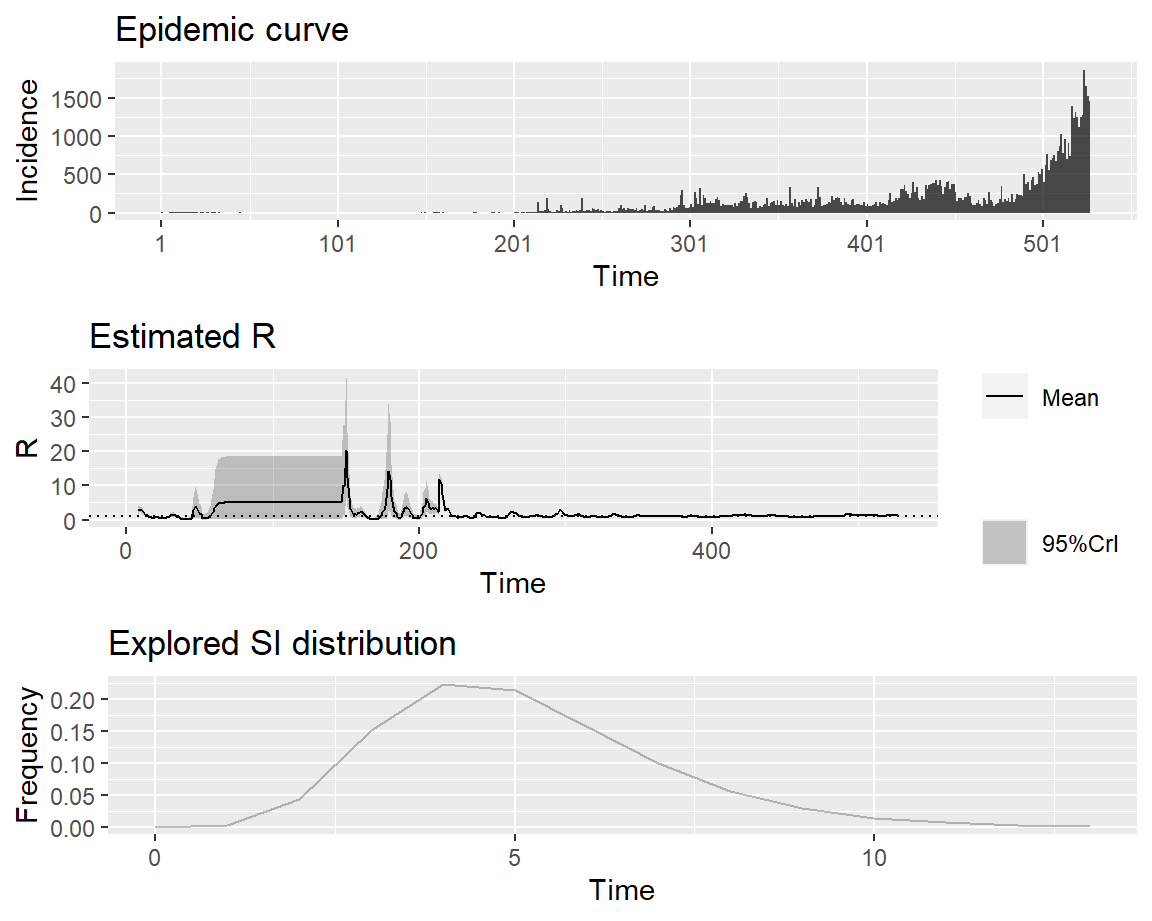 Epidemic curve
Incidence
1500
1000
500
0
1 101 201 301 401 501
Time
Estimated R
R
40
30
20
10
0
0 200 400
Time
Mean
95%CrI
Explored SI distribution
Frequency
0.20
0.15
0.10
0.05
0.00
0 5 10
Time